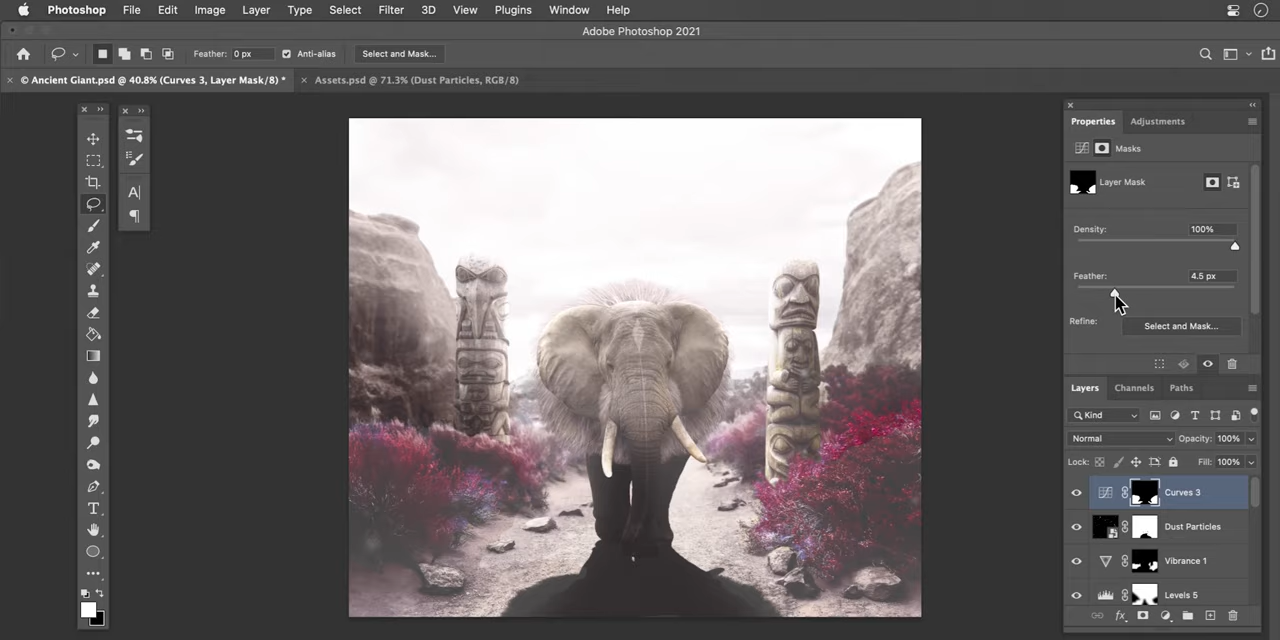 Photoshop File Edit Image Layer Type Select Filter 3D View Plugins Window Help
Adobe Photoshop 2021
Feather: 0 px Anti-alias Select and Mask...
© Ancient Giant.psd @ 40.8% (Curves 3, Layer Mask/8) * Assets.psd @ 71.3% (Dust Particles, RGB/8)
Properties Adjustments
Masks
Layer Mask
Density: 100%
Feather: 4.5 px
Refine: Select and Mask...
Layers Channels Paths
Kind
Normal Opacity: 100%
Lock: Fill: 100%
Curves 3
Dust Particles
Vibrance 1
Levels 5